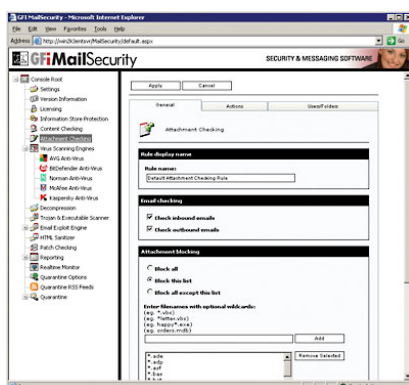 GFI MailSecurity - Microsoft Internet Explorer
File Edit View Favorites Tools Help
Address http://win2kentsvr/MailSecurity/default.aspx Go
GFiMailSecurity
SECURITY & MESSAGING SOFTWARE
Console Root
Settings
Version Information
Licensing
Information Store Protection
Content Checking
Attachment Checking
Virus Scanning Engines
AVG Anti-Virus
BitDefender Anti-Virus
Norman Anti-Virus
McAfee Anti-Virus
Kaspersky Anti-Virus
Decompression
Trojan & Executable Scanner
Email Exploit Engine
HTML Sanitizer
Patch Checking
Reporting
Realtime Monitor
Quarantine Options
Quarantine RSS Feeds
Quarantine
Apply Cancel
General Actions Users/Folders
Attachment Checking
Rule display name
Rule name:
Default Attachment Checking Rule
Email checking
Check inbound emails
Check outbound emails
Attachment blocking
Block all
Block this list
Block all except this list
Enter filenames with optional wildcards:
(eg. *.vbs)
(eg. *letter.vbs)
(eg. happy*.exe)
(eg. orders.mdb)
Add
*.ade
*.adp
*.asf
*.bas
Remove Selected